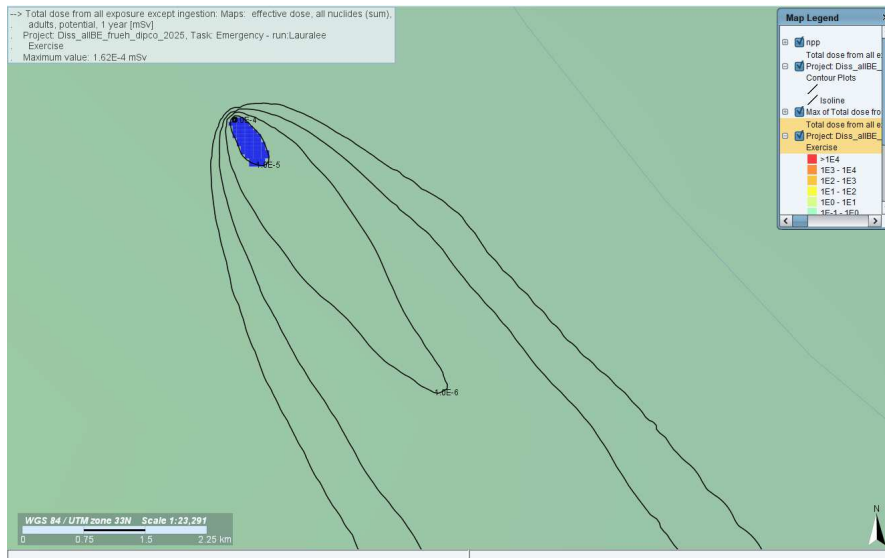 --> Total dose from all exposure except ingestion: Maps: effective dose, all nuclides (sum),
adults, potential, 1 year [mSv]
Project: Diss_allBE_frueh_dipco_2025, Task: Emergency - run:Lauralee
Exercise
Maximum value: 1.62E-4 mSv
Map Legend
npp
Total dose from all e
Project: Diss_allBE_
Contour Plots
Isoline
Max of Total dose fro
Total dose from all e
Project: Diss_allBE_
Exercise
>1E4
1E3 - 1E4
1E2 - 1E3
1E1 - 1E2
1E0 - 1E1
1E-1 - 1E0
E-4
1.0E-5
1.0E-6
WGS 84 / UTM zone 33N Scale 1:23,291
0 0.75 1.5 2.25 km
N